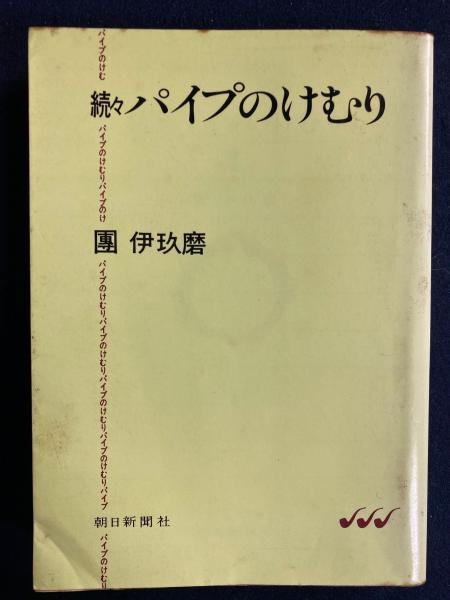 パイプのけむ
続々パイプのけむり
パイプのけむりパイプのけ
團 伊玖磨
パイプのけむりパイプのけむりパイプのけむりパイプのけむりパイプ
朝日新聞社
パイプのけむり